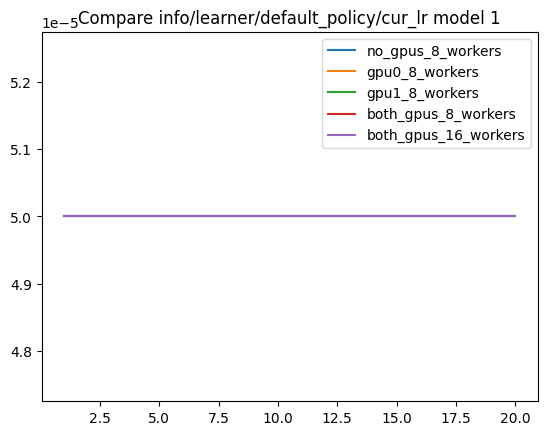 1e−5
Compare info/learner/default_policy/cur_lr model 1
no_gpus_8_workers
gpu0_8_workers
gpu1_8_workers
both_gpus_8_workers
both_gpus_16_workers
5.2
5.1
5.0
4.9
4.8
2.5 5.0 7.5 10.0 12.5 15.0 17.5 20.0